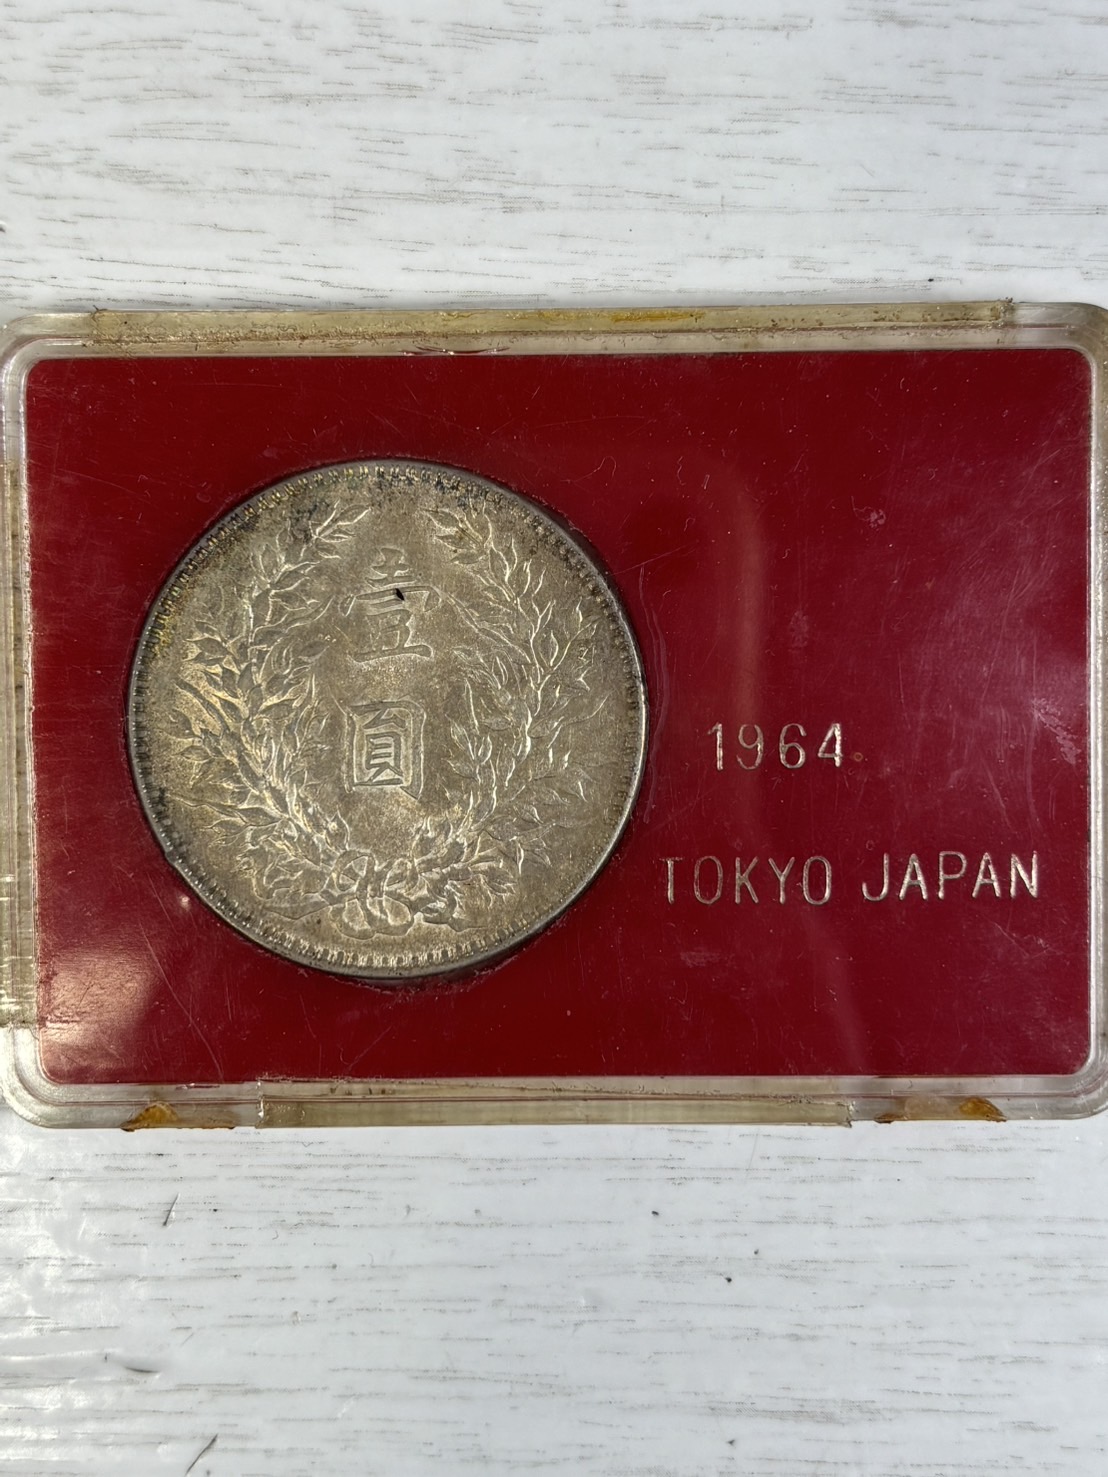 壹
圓
1964
TOKYO JAPAN